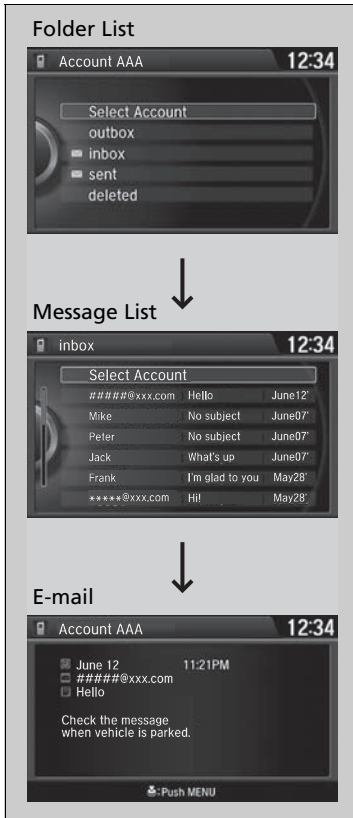 Folder List
Account AAA 12:34
Select Account
outbox
inbox
sent
deleted
Message List
inbox 12:34
Select Account
#####@xxx.com Hello June12'
Mike No subject June07'
Peter No subject June07'
Jack What's up June07'
Frank I'm glad to you May28'
*****@xxx.com Hi! May28'
E-mail
Account AAA 12:34
June 12 11:21PM
#####@xxx.com
Hello
Check the message
when vehicle is parked.
:Push MENU